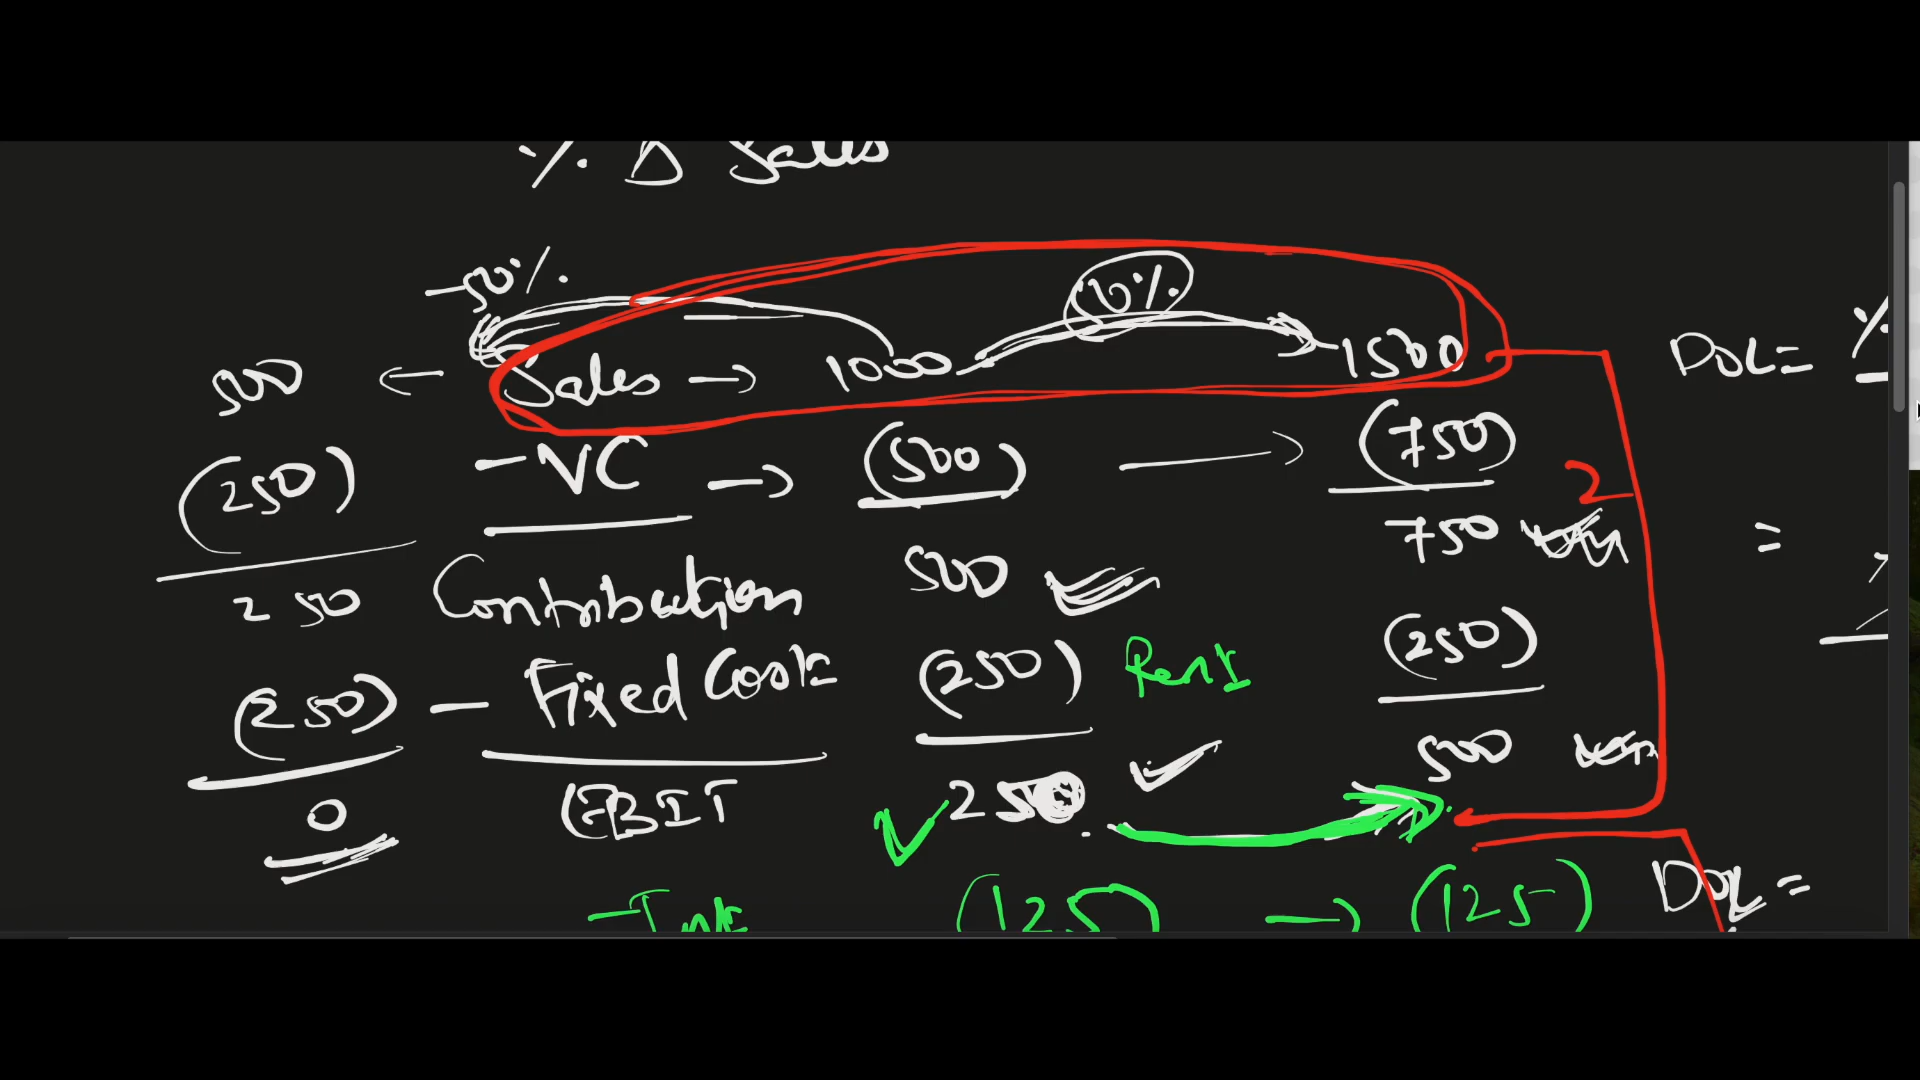 % Δ Sales
-50%
50%
500 ← Sales → 1000 1500 DOL= %
(250) - VC → (500) → (750)
2
250 Contribution 500 750 =
(250) - Fixed Cost (250) Rent (250)
0 EBIT 250 500
- Int (125) → (125) DOL =